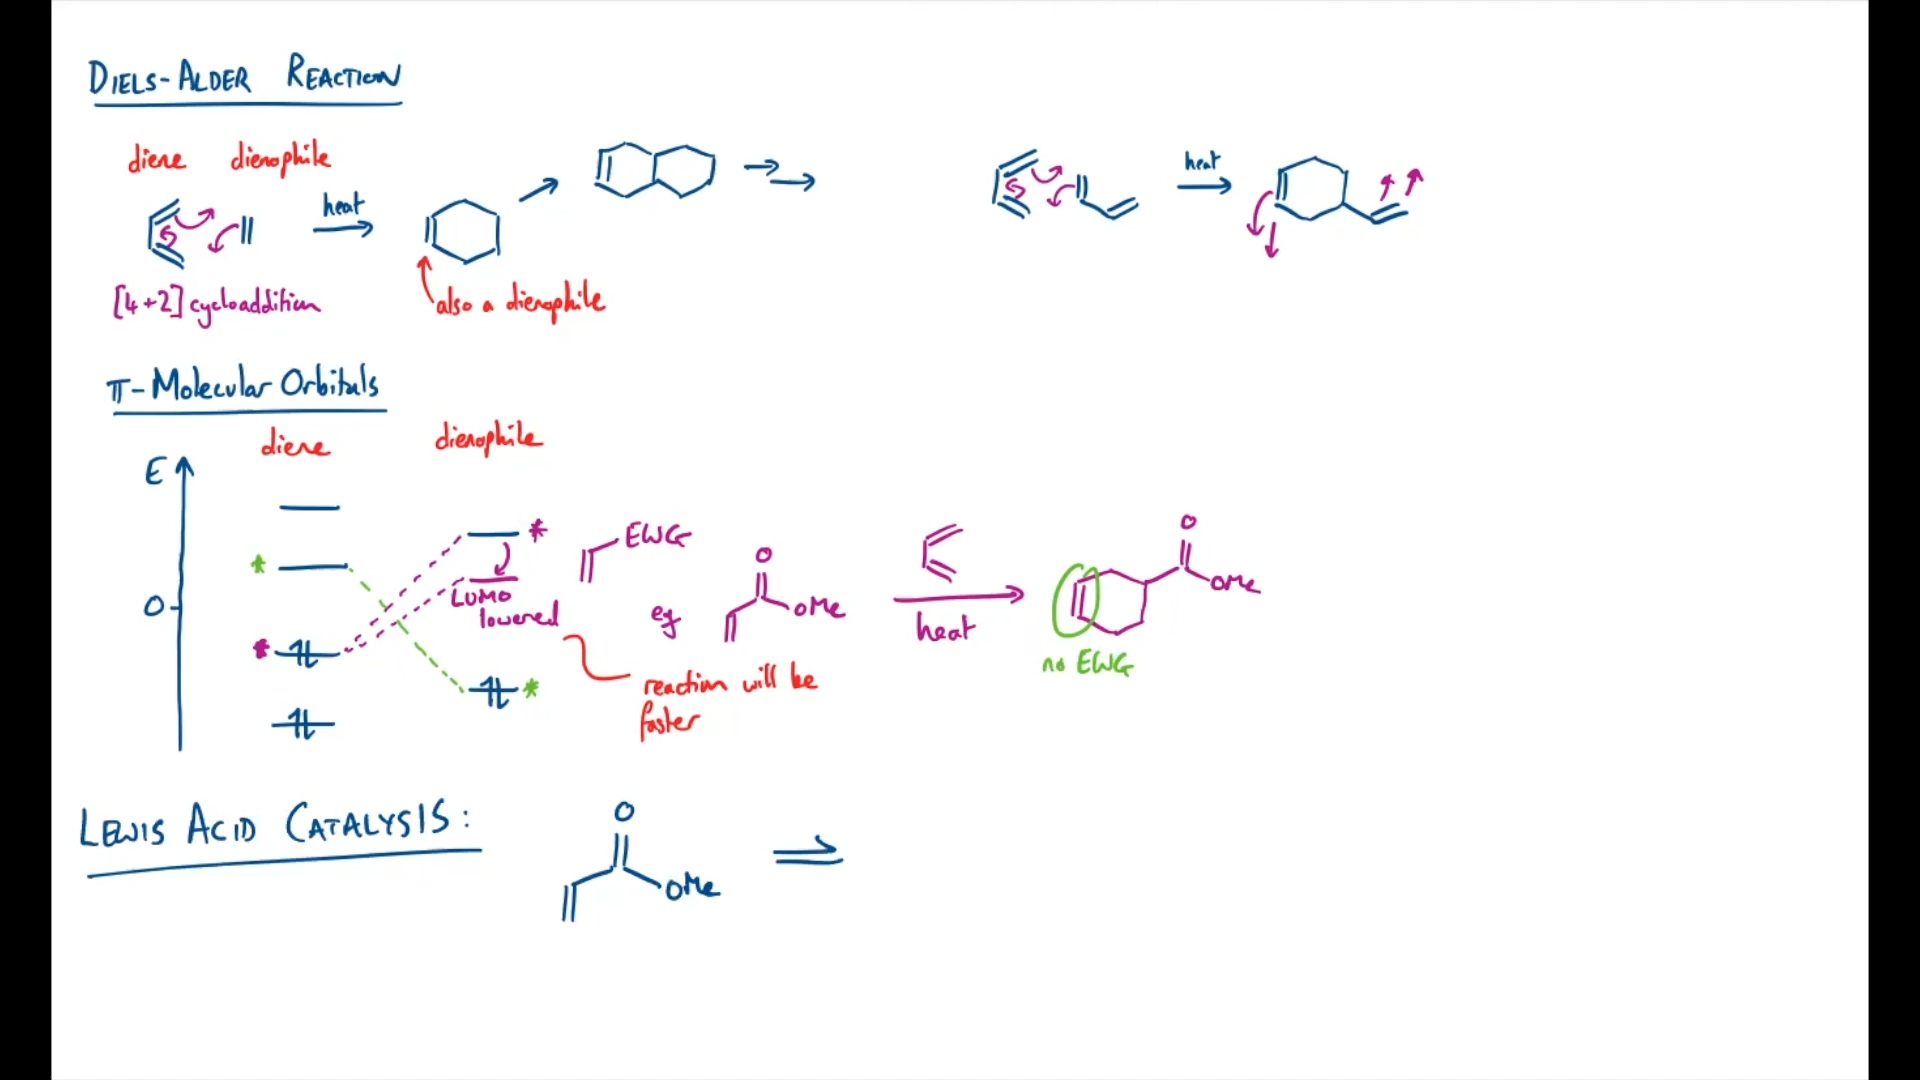 DIELS-ALDER REACTION
diene dienophile
heat
[4+2] cycloaddition
also a dienophile
heat
π-Molecular Orbitals
diene dienophile
E
O
*
*
*
*
LUMO
lowered
EWG
eg
O
OMe
reaction will be
faster
heat
O
OMe
no EWG
LEWIS ACID CATALYSIS:
O
OMe